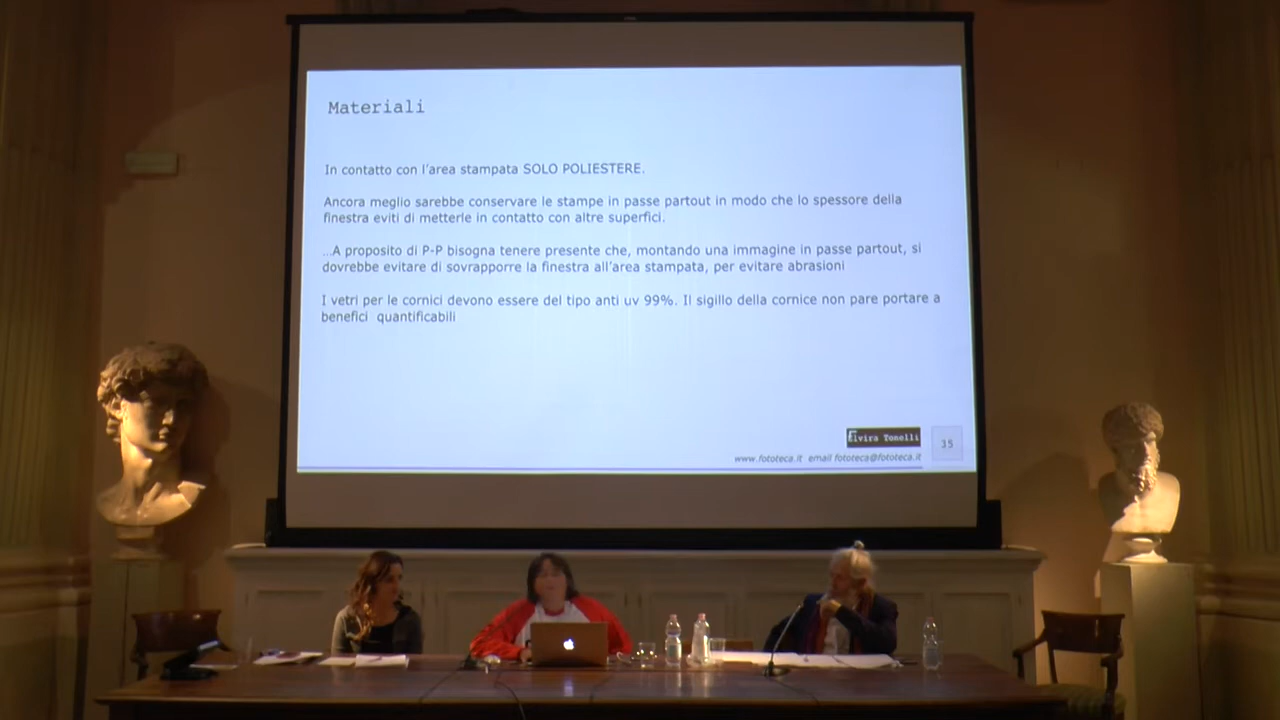 Materiali
In contatto con l'area stampata SOLO POLIESTERE.
Ancora meglio sarebbe conservare le stampe in passe partout in modo che lo spessore della
finestra eviti di metterle in contatto con altre superfici.
...A proposito di P-P bisogna tenere presente che, montando una immagine in passe partout, si
dovrebbe evitare di sovrapporre la finestra all'area stampata, per evitare abrasioni
I vetri per le cornici devono essere del tipo anti uv 99%. Il sigillo della cornice non pare portare a
benefici quantificabili
Elvira Tonelli
35
www.fototeca.it email fototeca@fototeca.it